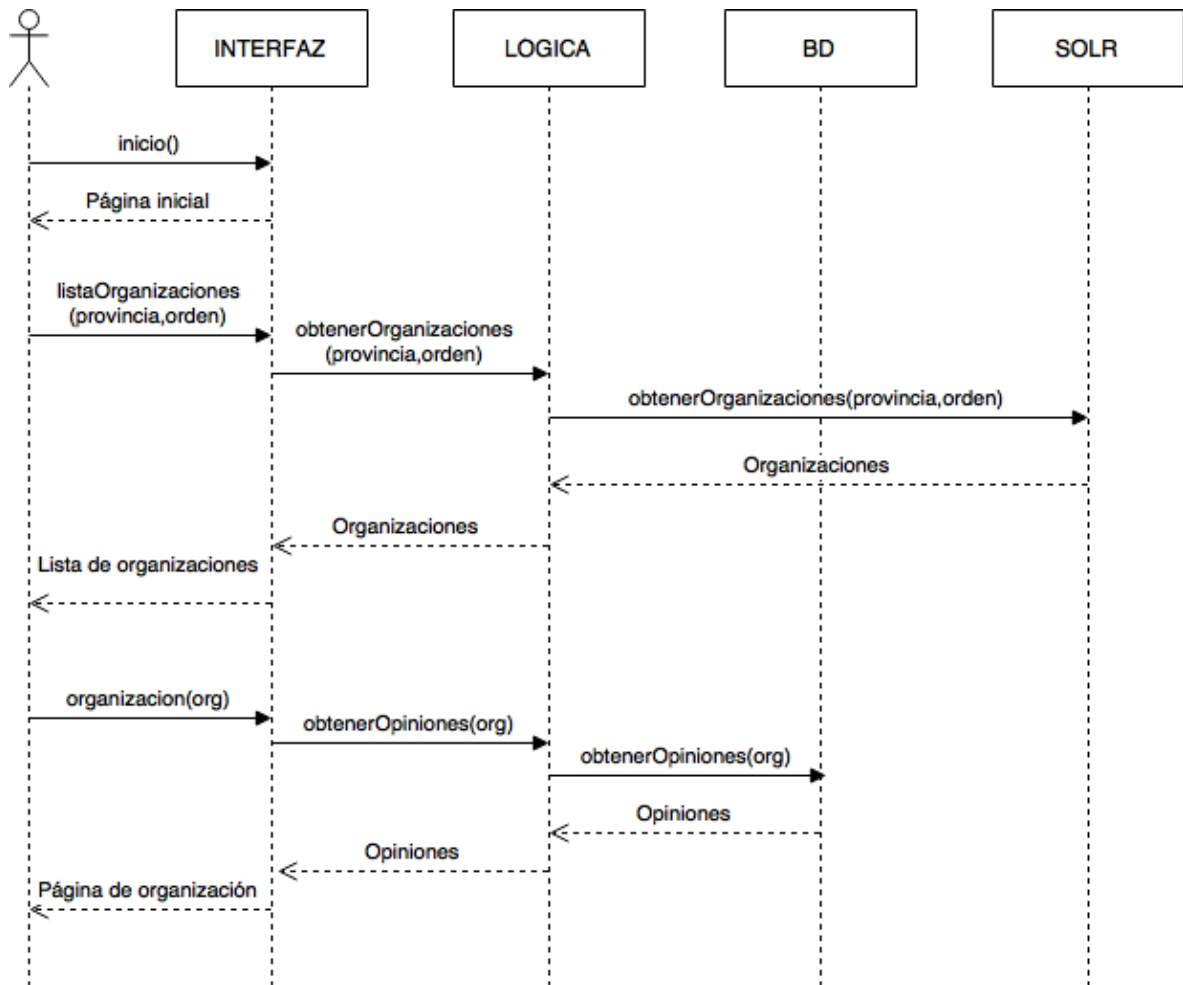 INTERFAZ
LOGICA
BD
SOLR
inicio()
Página inicial
listaOrganizaciones
(provincia,orden)
obtenerOrganizaciones
(provincia,orden)
obtenerOrganizaciones(provincia,orden)
Organizaciones
Organizaciones
Lista de organizaciones
organizacion(org)
obtenerOpiniones(org)
obtenerOpiniones(org)
Opiniones
Opiniones
Página de organización